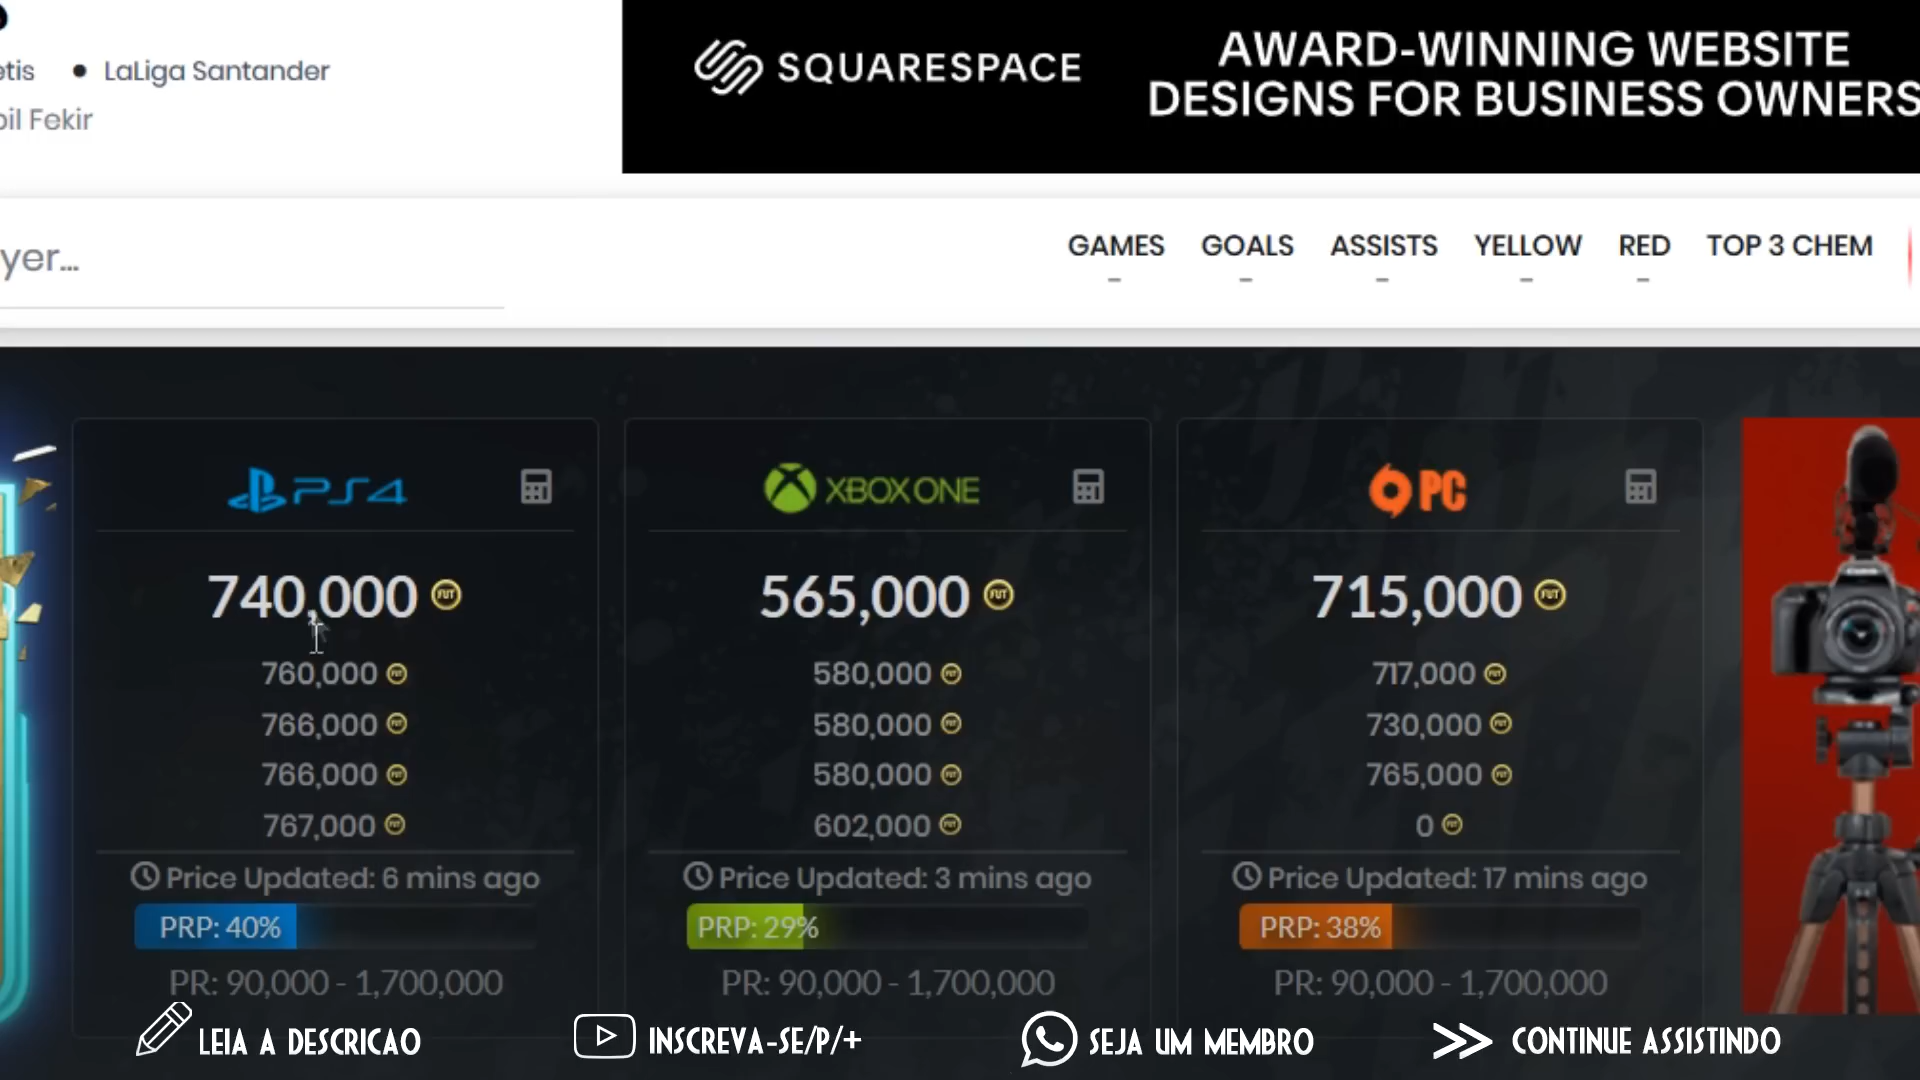 LaLiga Santander
Fekir
SQUARESPACE
AWARD-WINNING WEBSITE
DESIGNS FOR BUSINESS OWNERS
GAMES GOALS ASSISTS YELLOW RED TOP 3 CHEM
- - - - -
PS4
740,000
760,000
766,000
766,000
767,000
Price Updated: 6 mins ago
PRP: 40%
PR: 90,000 - 1,700,000
XBOX ONE
565,000
580,000
580,000
580,000
602,000
Price Updated: 3 mins ago
PRP: 29%
PR: 90,000 - 1,700,000
PC
715,000
717,000
730,000
765,000
0
Price Updated: 17 mins ago
PRP: 38%
PR: 90,000 - 1,700,000
LEIA A DESCRICAO INSCREVA-SE/P/+ SEJA UM MEMBRO CONTINUE ASSISTINDO